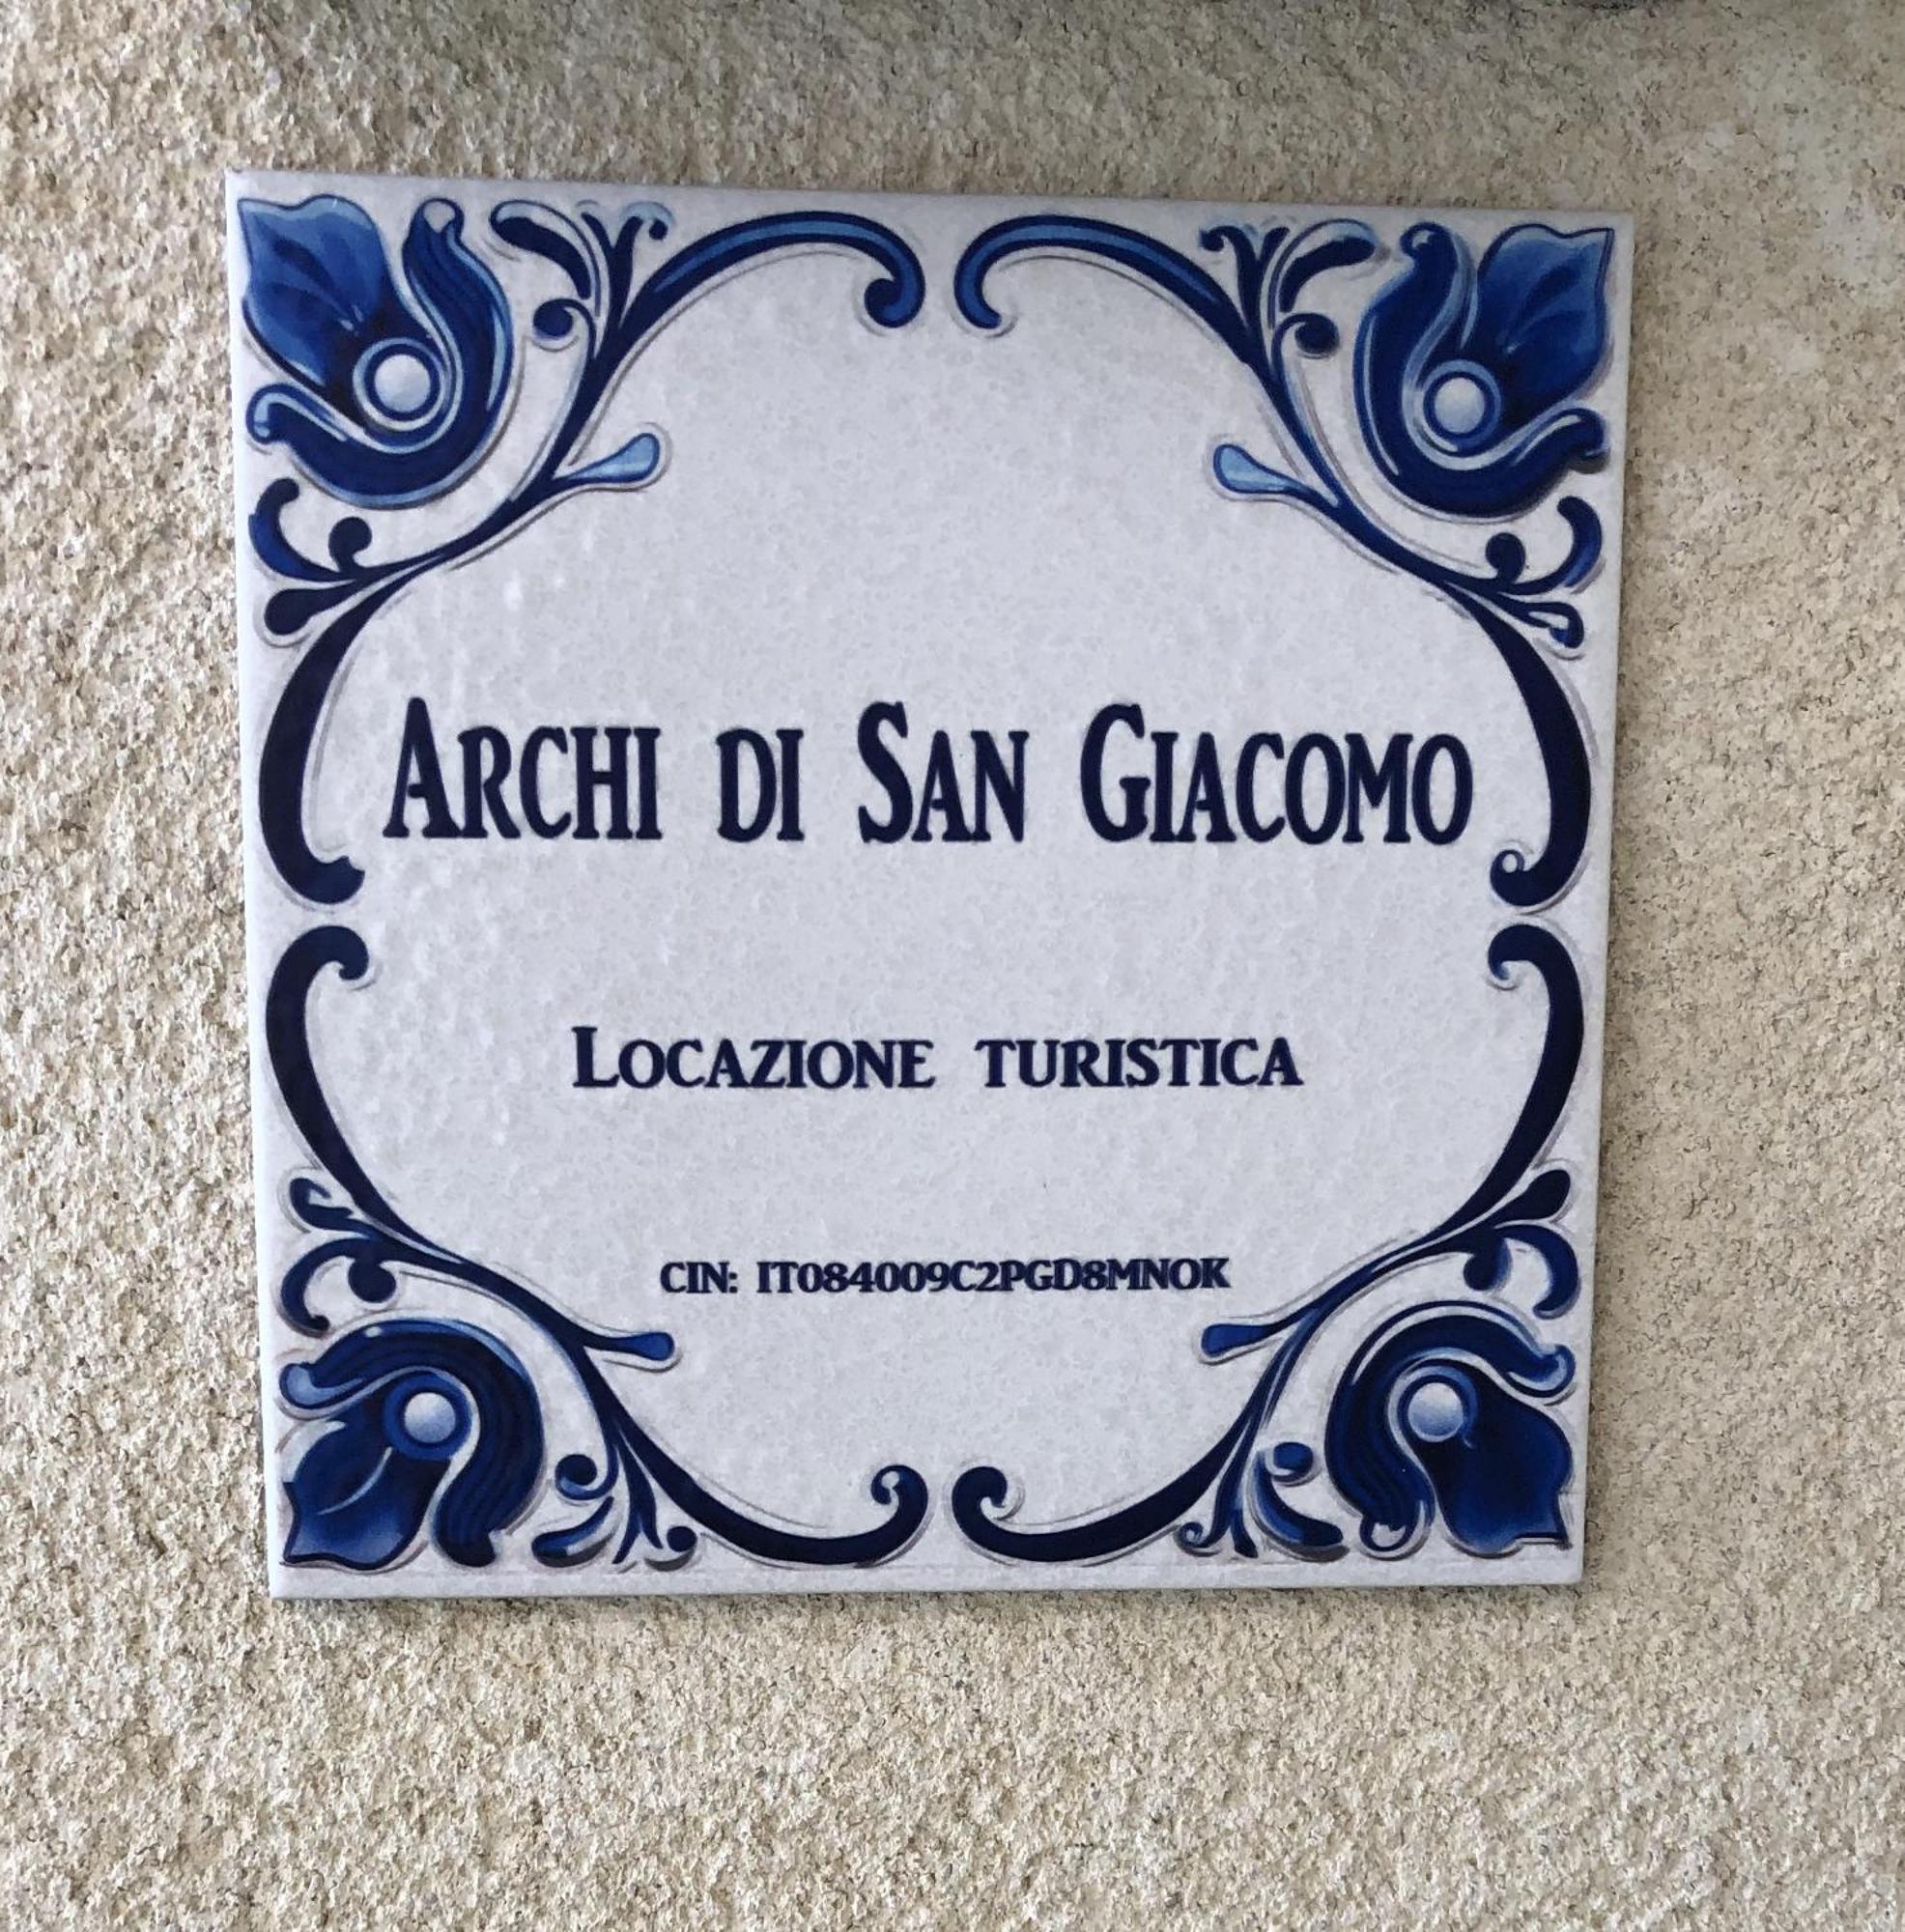 Archi di San Giacomo
Locazione turistica
CIN: IT084009C2PGD8MNOK